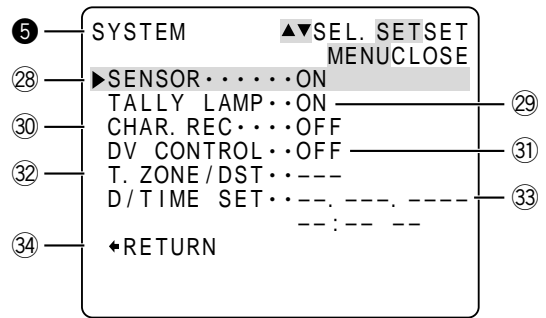 ❺ SYSTEM ▲▼SEL. SETSET
MENUCLOSE
㉘ ▶SENSOR······ON
TALLY LAMP··ON ㉙
㉚ CHAR. REC····OFF
DV CONTROL··OFF ㉛
㉜ T. ZONE/DST··---
D/TIME SET··--. ---. ---- ㉝
--:-- --
㉞ ←RETURN